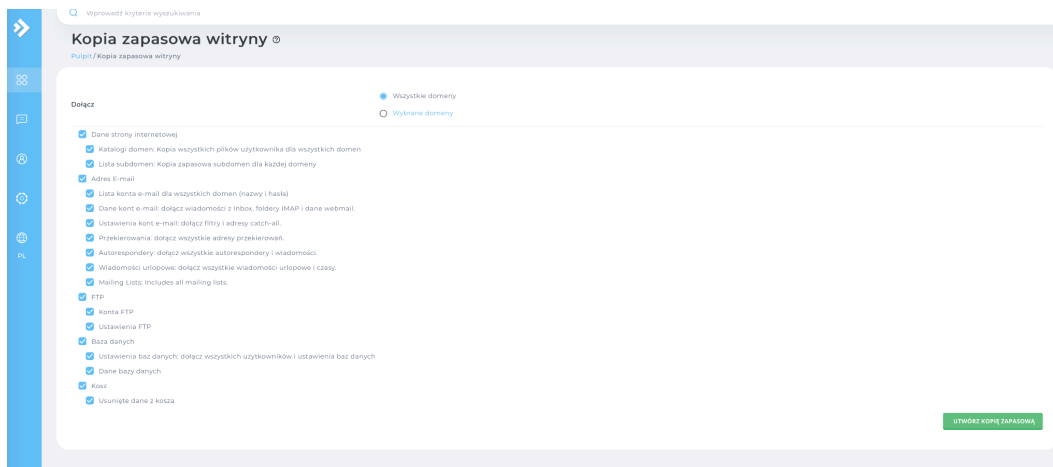 Wprowadź kryteria wyszukiwania
Kopia zapasowa witryny
Pulpit / Kopia zapasowa witryny
Dołącz
Wszystkie domeny
Wybrane domeny
Dane strony internetowej
Katalogi domen: Kopia wszystkich plików użytkownika dla wszystkich domen
Lista subdomen: Kopia zapasowa subdomen dla każdej domeny
Adres E-mail
Lista konta e-mail dla wszystkich domen (nazwy i hasła)
Dane kont e-mail: dołącz wiadomości z Inbox, foldery IMAP i dane webmail.
Ustawienia kont e-mail: dołącz filtry i adresy catch-all.
Przekierowania: dołącz wszystkie adresy przekierowań.
Autorespondery: dołącz wszystkie autorespondery i wiadomości.
Wiadomości urlopowe: dołącz wszystkie wiadomości urlopowe i czasy.
Mailing Lists: Includes all mailing lists.
FTP
Konta FTP
Ustawienia FTP
Baza danych
Ustawienia baz danych: dołącz wszystkich użytkowników i ustawienia baz danych
Dane bazy danych
Kosz
Usunięte dane z kosza
UTWÓRZ KOPIĘ ZAPASOWĄ
PL